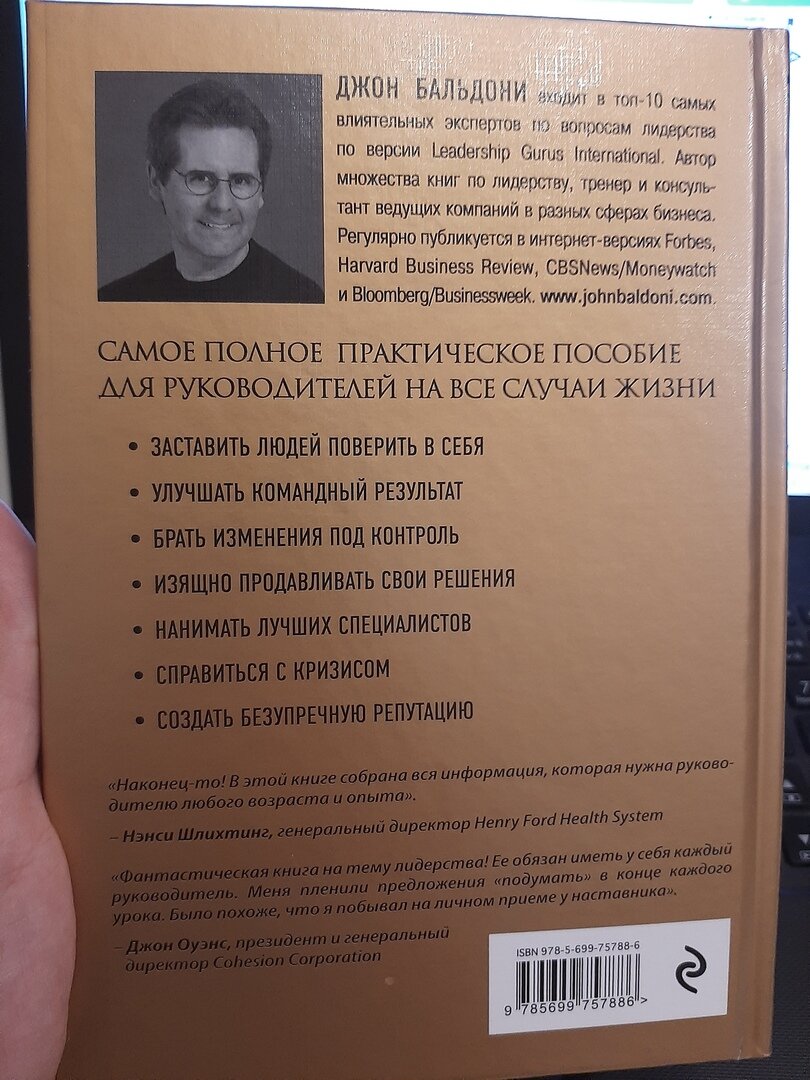 ДЖОН БАЛЬДОНИ входит в топ-10 самых
влиятельных экспертов по вопросам лидерства
по версии Leadership Gurus International. Автор
множества книг по лидерству, тренер и консуль-
тант ведущих компаний в разных сферах бизнеса.
Регулярно публикуется в интернет-версиях Forbes,
Harvard Business Review, CBSNews/Moneywatch
и Bloomberg/Businessweek. www.johnbaldoni.com.
САМОЕ ПОЛНОЕ ПРАКТИЧЕСКОЕ ПОСОБИЕ
ДЛЯ РУКОВОДИТЕЛЕЙ НА ВСЕ СЛУЧАИ ЖИЗНИ
• ЗАСТАВИТЬ ЛЮДЕЙ ПОВЕРИТЬ В СЕБЯ
• УЛУЧШАТЬ КОМАНДНЫЙ РЕЗУЛЬТАТ
• БРАТЬ ИЗМЕНЕНИЯ ПОД КОНТРОЛЬ
• ИЗЯЩНО ПРОДАВЛИВАТЬ СВОИ РЕШЕНИЯ
• НАНИМАТЬ ЛУЧШИХ СПЕЦИАЛИСТОВ
• СПРАВИТЬСЯ С КРИЗИСОМ
• СОЗДАТЬ БЕЗУПРЕЧНУЮ РЕПУТАЦИЮ
«Наконец-то! В этой книге собрана вся информация, которая нужна руково-
дителю любого возраста и опыта».
– Нэнси Шлихтинг, генеральный директор Henry Ford Health System
«Фантастическая книга на тему лидерства! Ее обязан иметь у себя каждый
руководитель. Меня пленили предложения «подумать» в конце каждого
урока. Было похоже, что я побывал на личном приеме у наставника».
– Джон Оуэнс, президент и генеральный
директор Cohesion Corporation
ISBN 978-5-699-75788-6
9 785699 757886 >